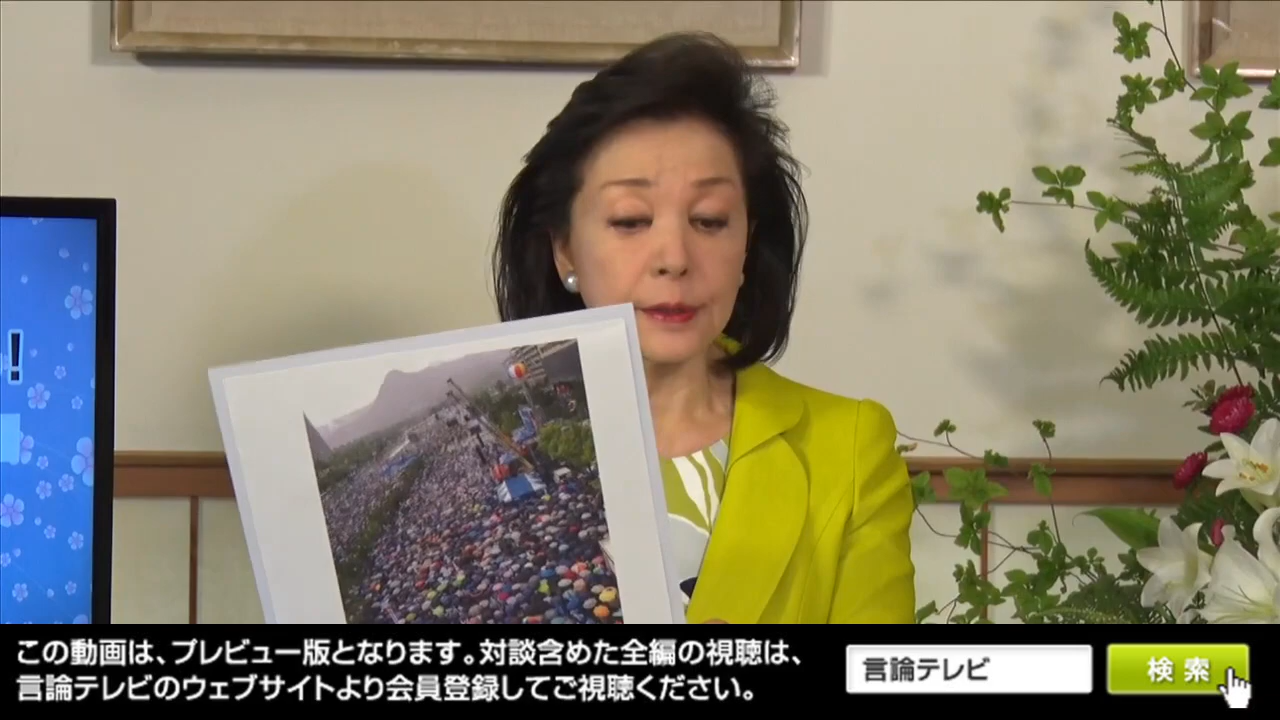 !
この動画は、プレビュー版となります。対談含めた全編の視聴は、
言論テレビのウェブサイトより会員登録してご視聴ください。
言論テレビ
検索